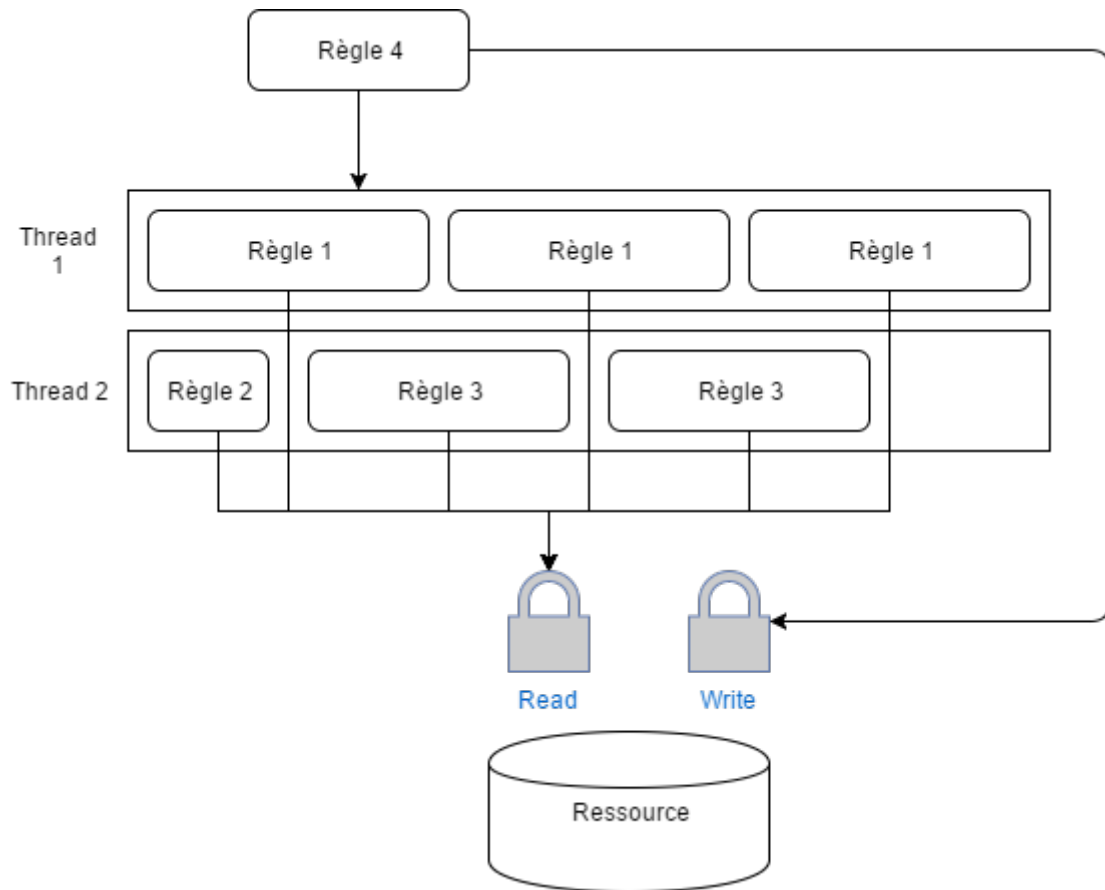 Règle 4
Thread
1
Règle 1
Règle 1
Règle 1
Thread 2
Règle 2
Règle 3
Règle 3
Read
Write
Ressource